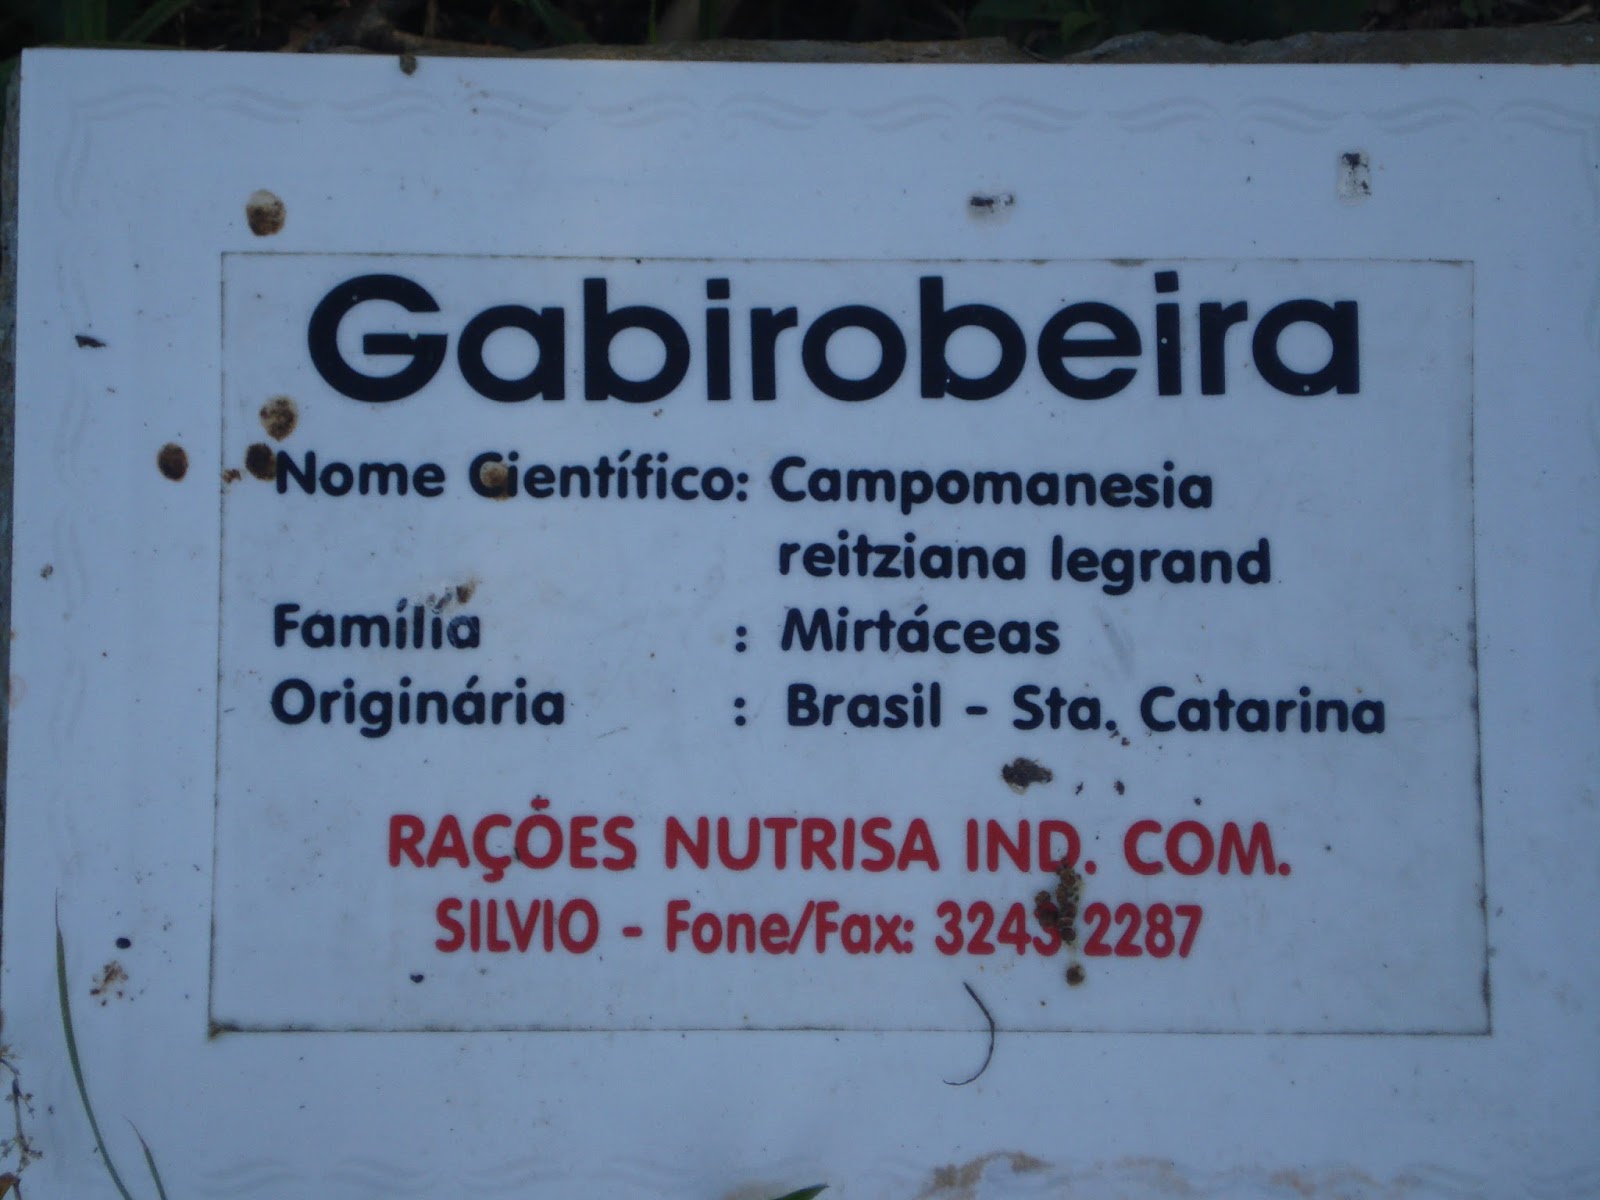 Gabirobeira
Nome Científico: Campomanesia
reitziana legrand
Família : Mirtáceas
Originária : Brasil - Sta. Catarina
RAÇÕES NUTRISA IND. COM.
SILVIO - Fone/Fax: 3243 2287